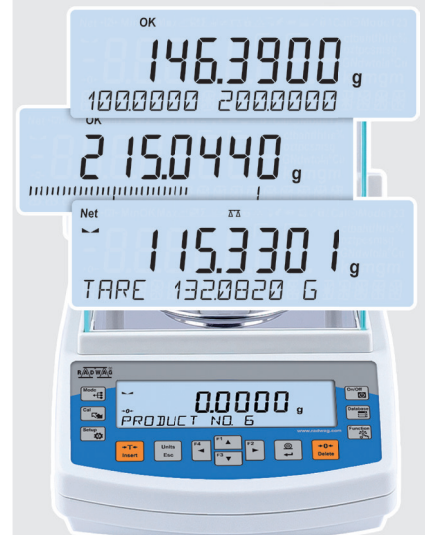 OK
146.3900 g
100.0000 200.0000
OK
215.0440 g
Net
115.3301 g
TARE 132.0820 G
RADWAG
0.0000 g
-0-
PRODUCT NO. 6
www.radwag.com
Mode
Cal
Setup
On/Off
Database
Function
→T←
Insert
Units
Esc
F4
F1
F3
F2
→0←
Delete